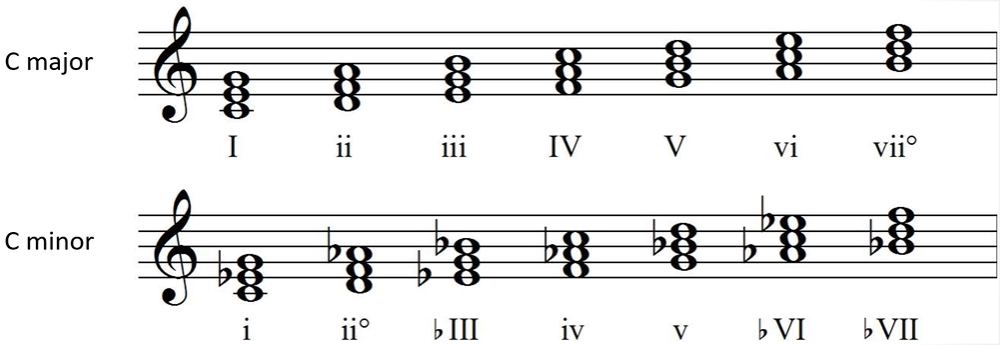 C major
I ii iii IV V vi vii°
C minor
i ii° ♭III iv v ♭VI ♭VII